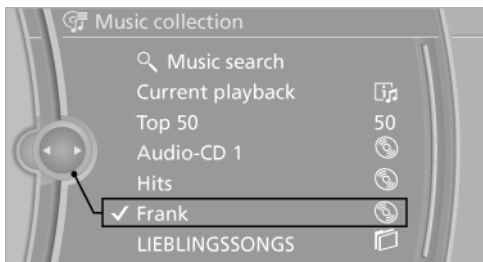 Music collection
Music search
Current playback
Top 50 50
Audio-CD 1
Hits
Frank
LIEBLINGSSONGS